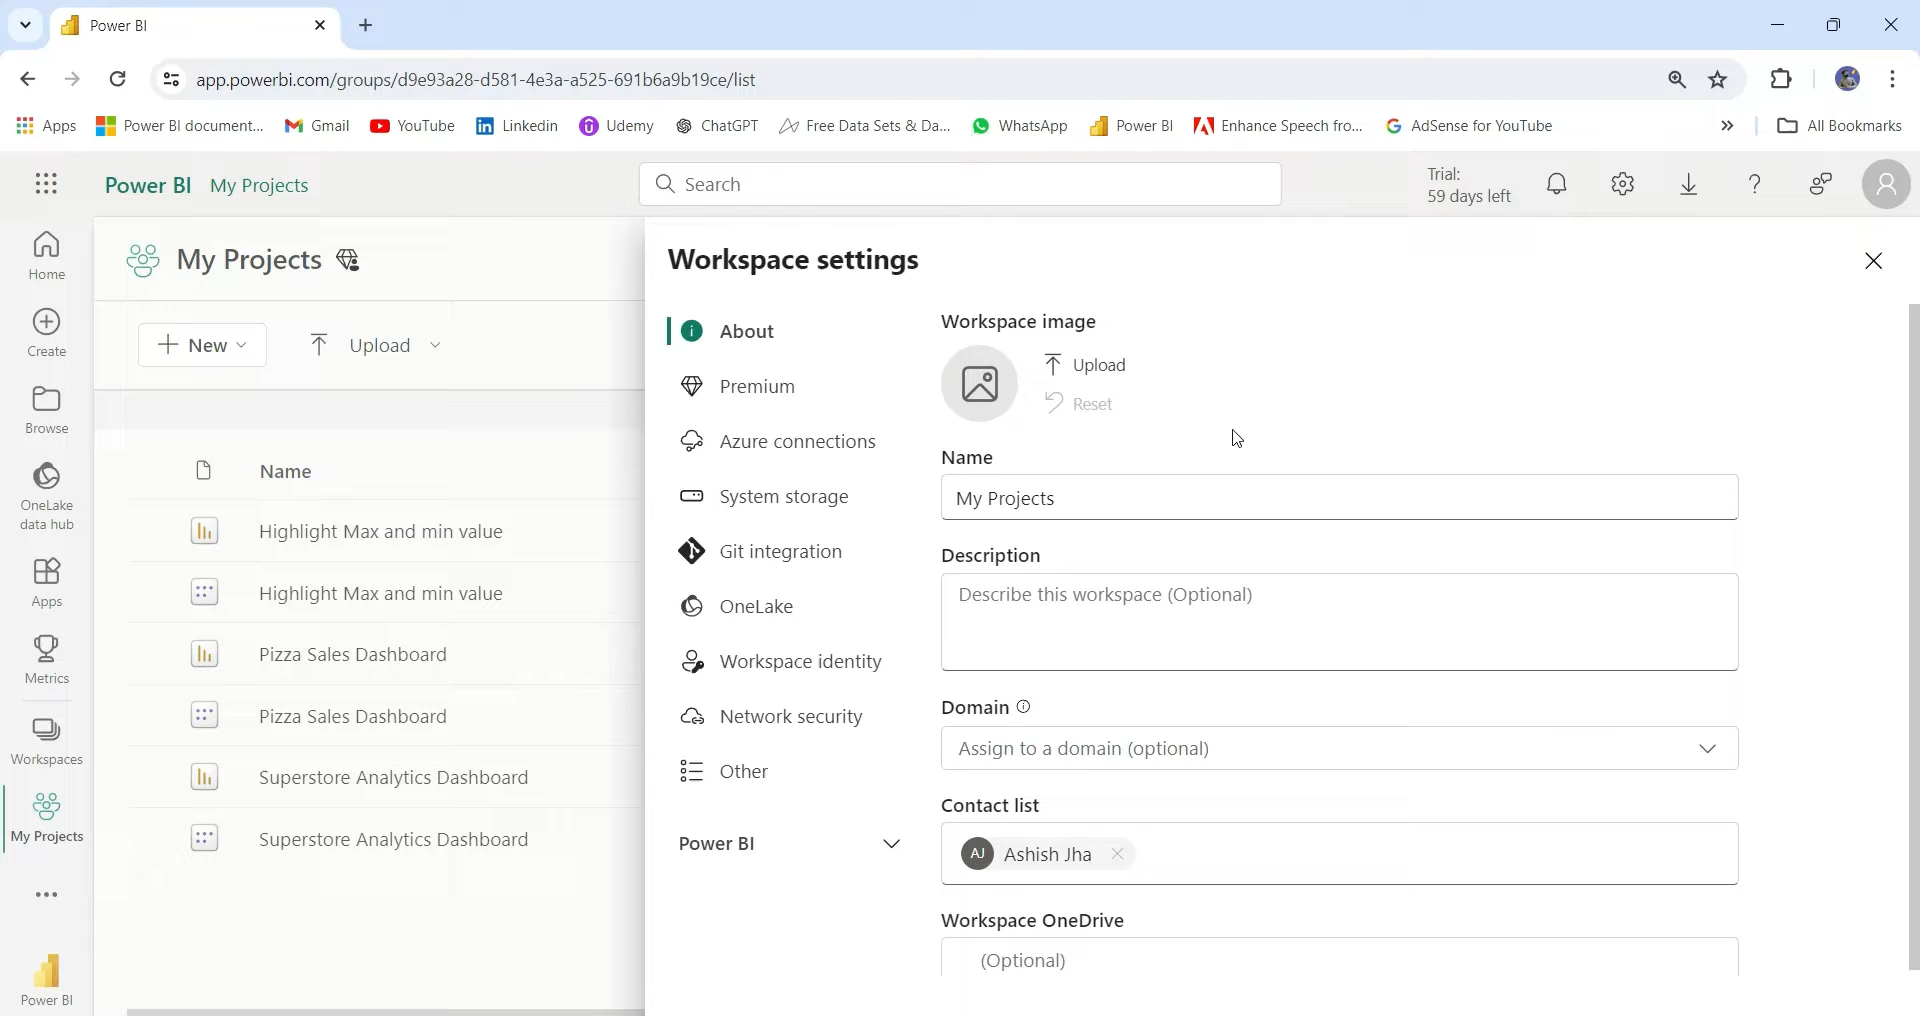 Power BI
app.powerbi.com/groups/d9e93a28-d581-4e3a-a525-691b6a9b19ce/list
Apps
Power BI document...
Gmail
YouTube
Linkedin
Udemy
ChatGPT
Free Data Sets & Da...
WhatsApp
Power BI
Enhance Speech fro...
AdSense for YouTube
»
All Bookmarks
Power BI My Projects
Search
Trial:
59 days left
Home
Create
Browse
OneLake
data hub
Apps
Metrics
Workspaces
My Projects
Power BI
My Projects
New
Upload
Name
Highlight Max and min value
Highlight Max and min value
Pizza Sales Dashboard
Pizza Sales Dashboard
Superstore Analytics Dashboard
Superstore Analytics Dashboard
Workspace settings
About
Premium
Azure connections
System storage
Git integration
OneLake
Workspace identity
Network security
Other
Power BI
Workspace image
Upload
Reset
Name
My Projects
Description
Describe this workspace (Optional)
Domain
Assign to a domain (optional)
Contact list
AJ Ashish Jha
Workspace OneDrive
(Optional)